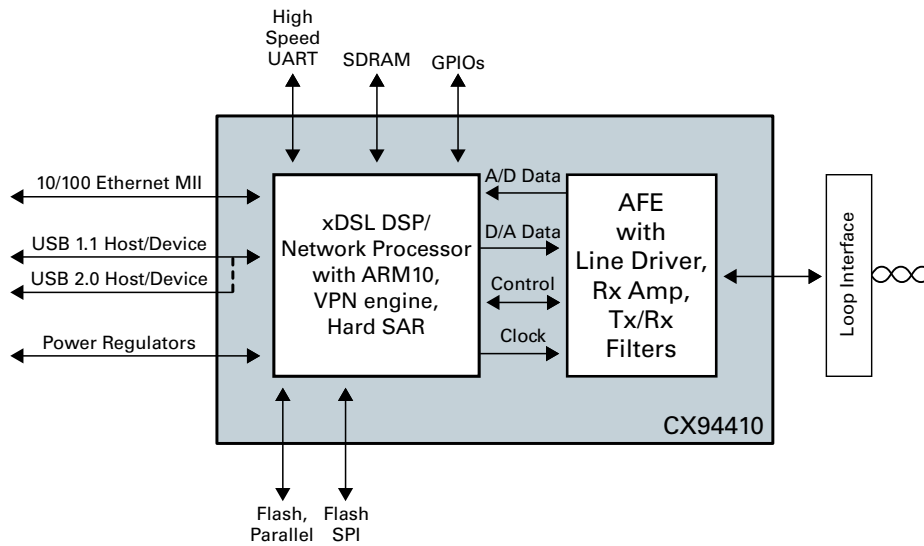 High
Speed
UART
SDRAM
GPIOs
10/100 Ethernet MII
USB 1.1 Host/Device
USB 2.0 Host/Device
Power Regulators
xDSL DSP/
Network Processor
with ARM10,
VPN engine,
Hard SAR
A/D Data
D/A Data
Control
Clock
AFE
with
Line Driver,
Rx Amp,
Tx/Rx
Filters
Loop Interface
CX94410
Flash,
Parallel
Flash
SPI